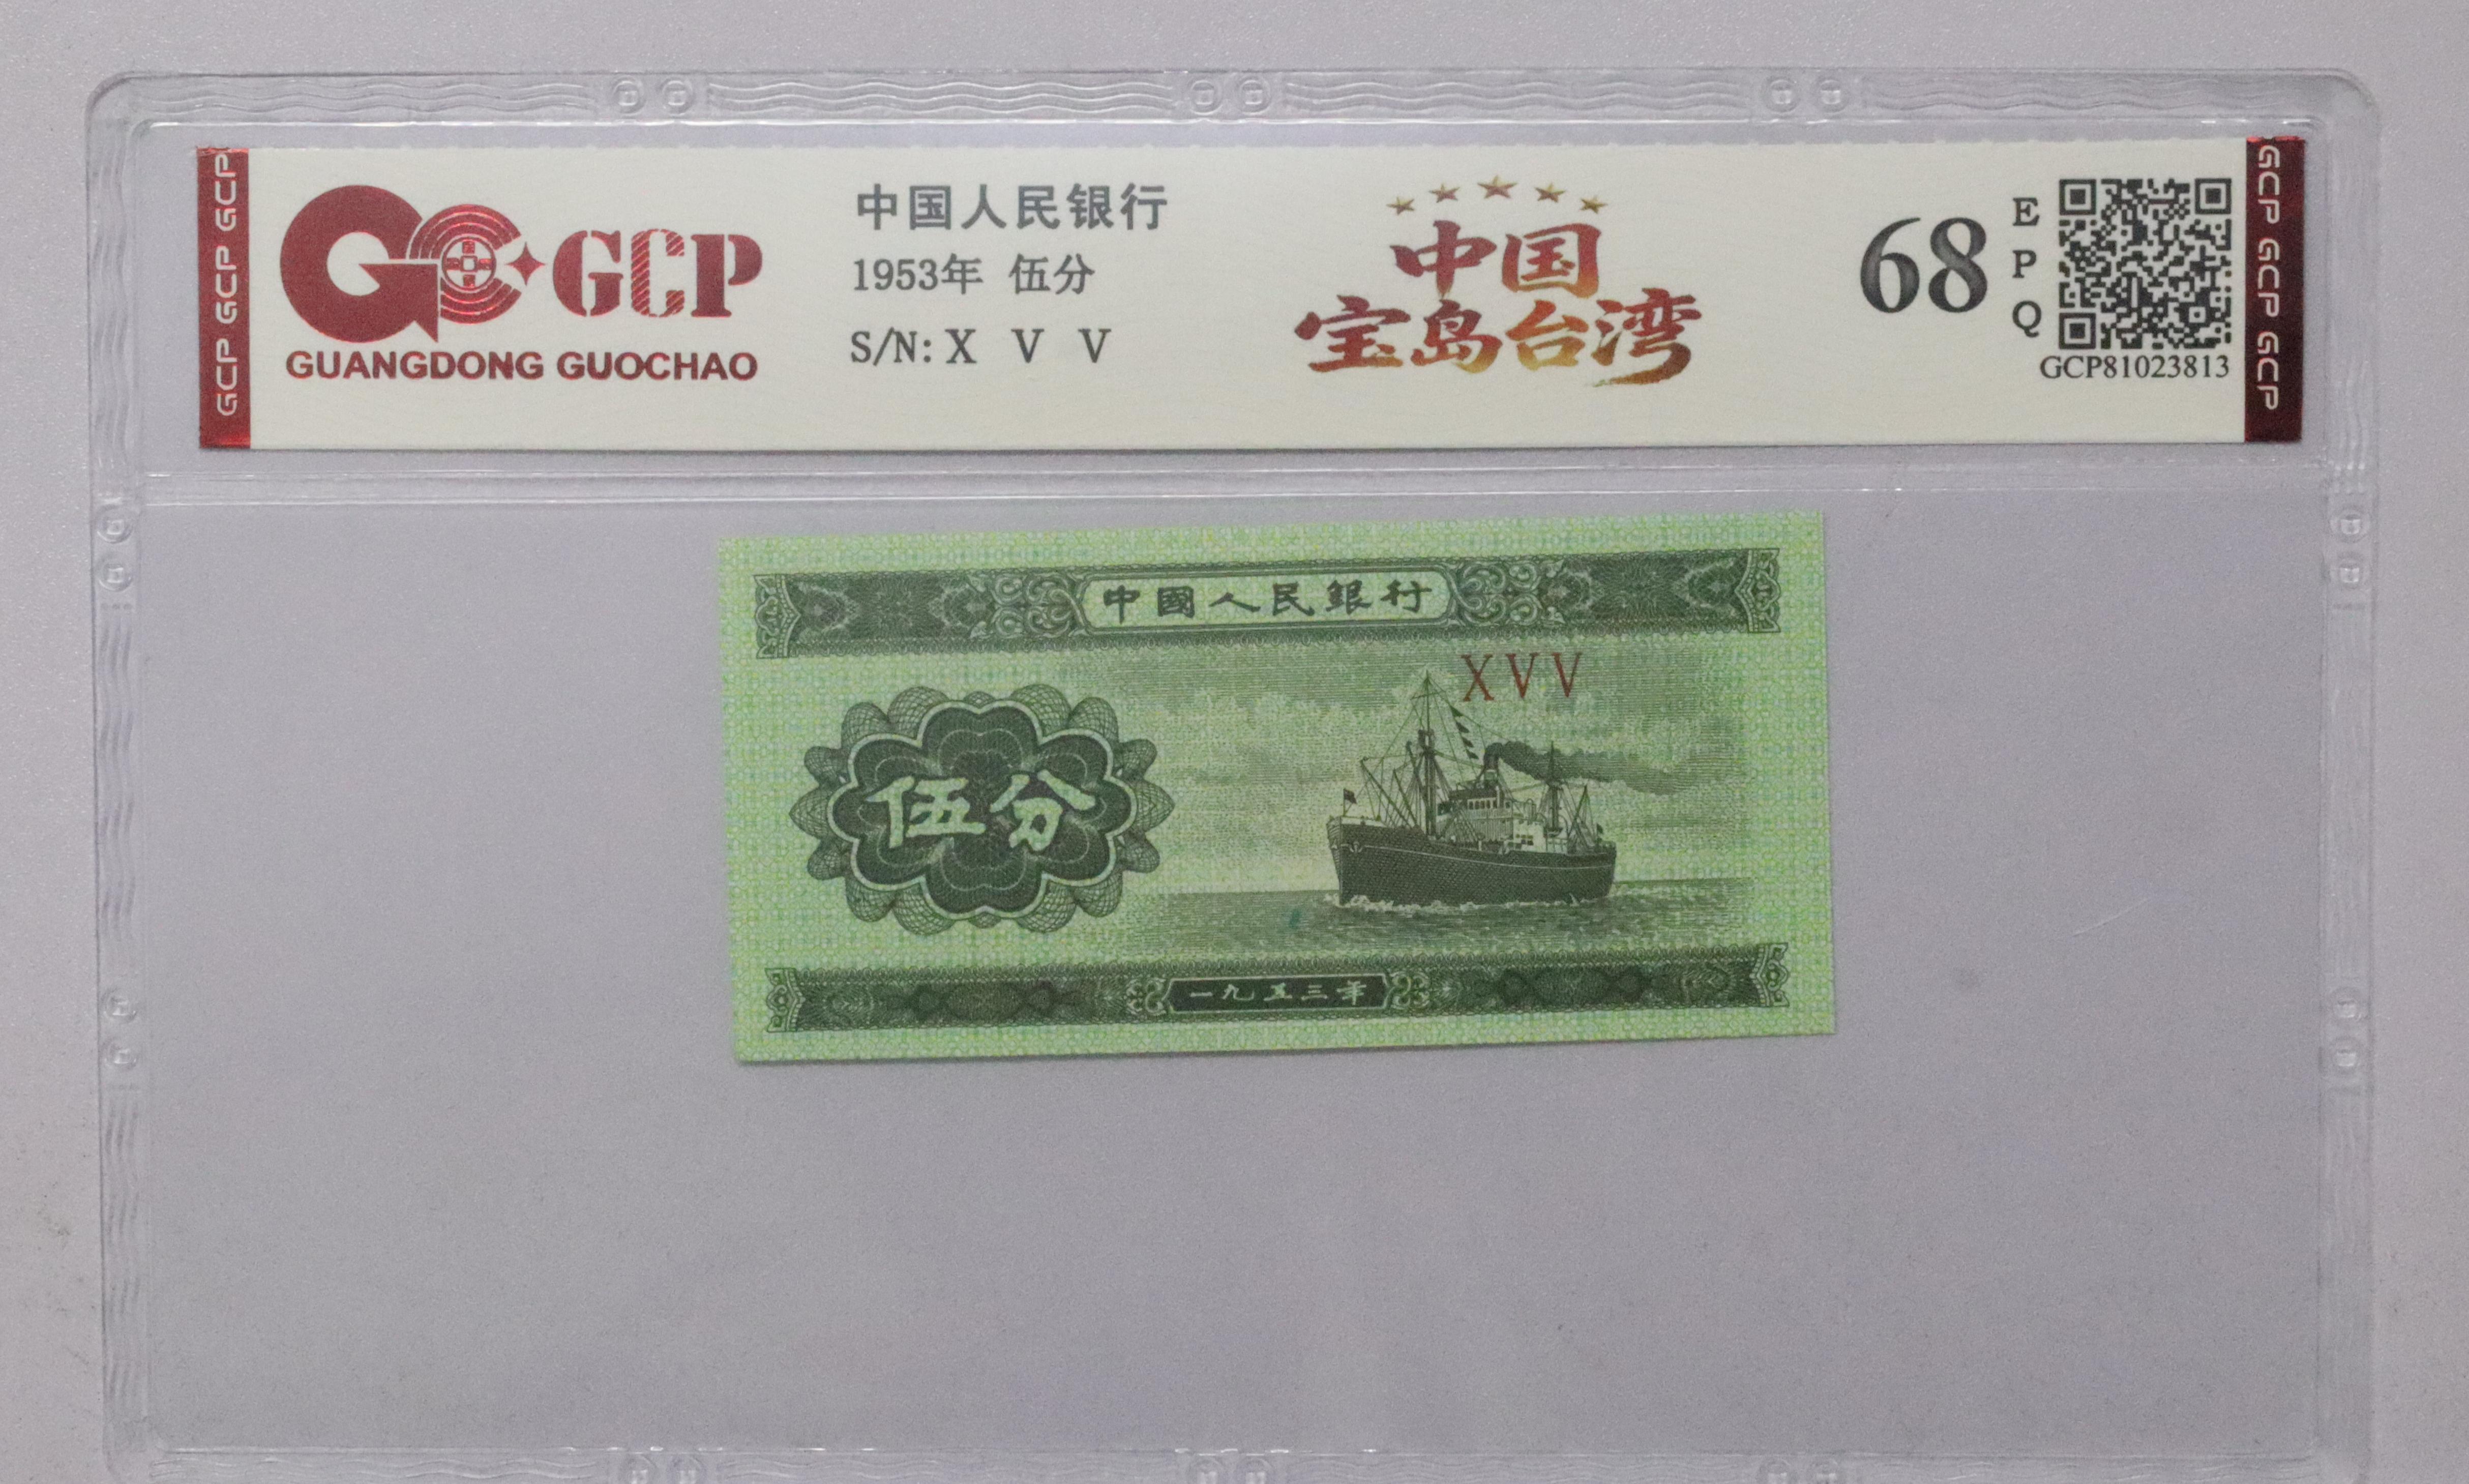 GCP GCP GCP
GCP
GUANGDONG GUOCHAO
中国人民银行
1953年 伍分
S/N: X V V
中国
宝岛台湾
68
E
P
Q
GCP81023813
GCP GCP GCP
中國人民銀行
XVV
伍分
一九五三年